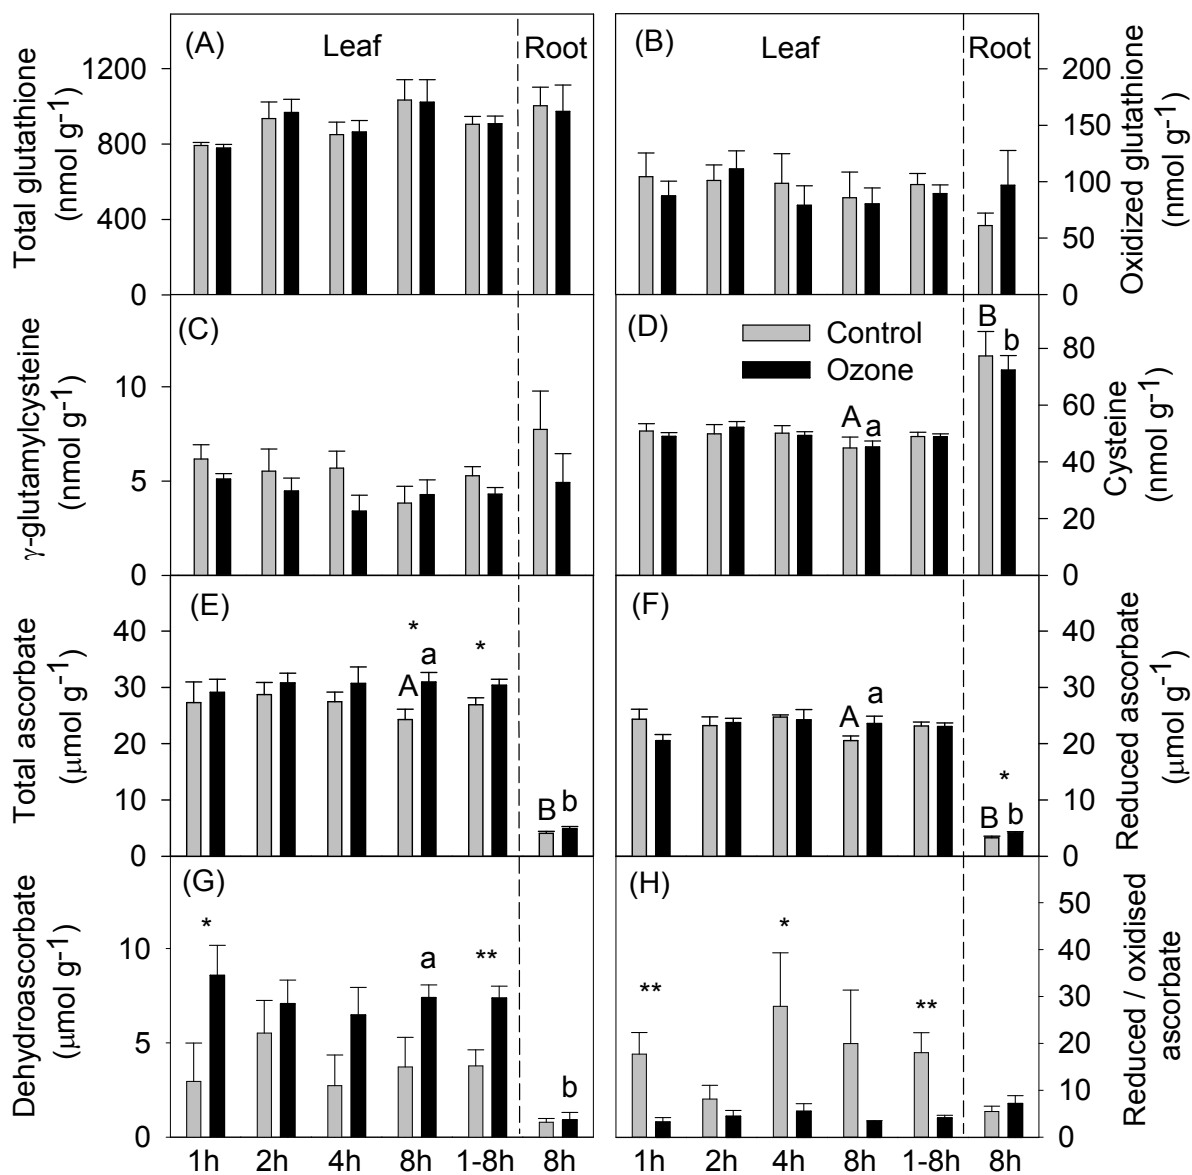 (A) Leaf Root
Total glutathione
(nmol g⁻¹)
1200
800
400
0
(B) Leaf Root
200
150
100
50
0
Oxidized glutathione
(nmol g⁻¹)
(C)
γ-glutamylcysteine
(nmol g⁻¹)
10
5
0
(D)
Control
Ozone
A a
B b
80
60
40
20
0
Cysteine
(nmol g⁻¹)
(E)
Total ascorbate
(μmol g⁻¹)
40
30
20
10
0
* *
A a
B b
(F)
A a
*
B b
40
30
20
10
0
Reduced ascorbate
(μmol g⁻¹)
(G)
Dehydroascorbate
(μmol g⁻¹)
10
5
0
* a **
b
1h 2h 4h 8h 1-8h 8h
(H)
** * **
50
40
30
20
10
0
Reduced / oxidised
ascorbate
1h 2h 4h 8h 1-8h 8h